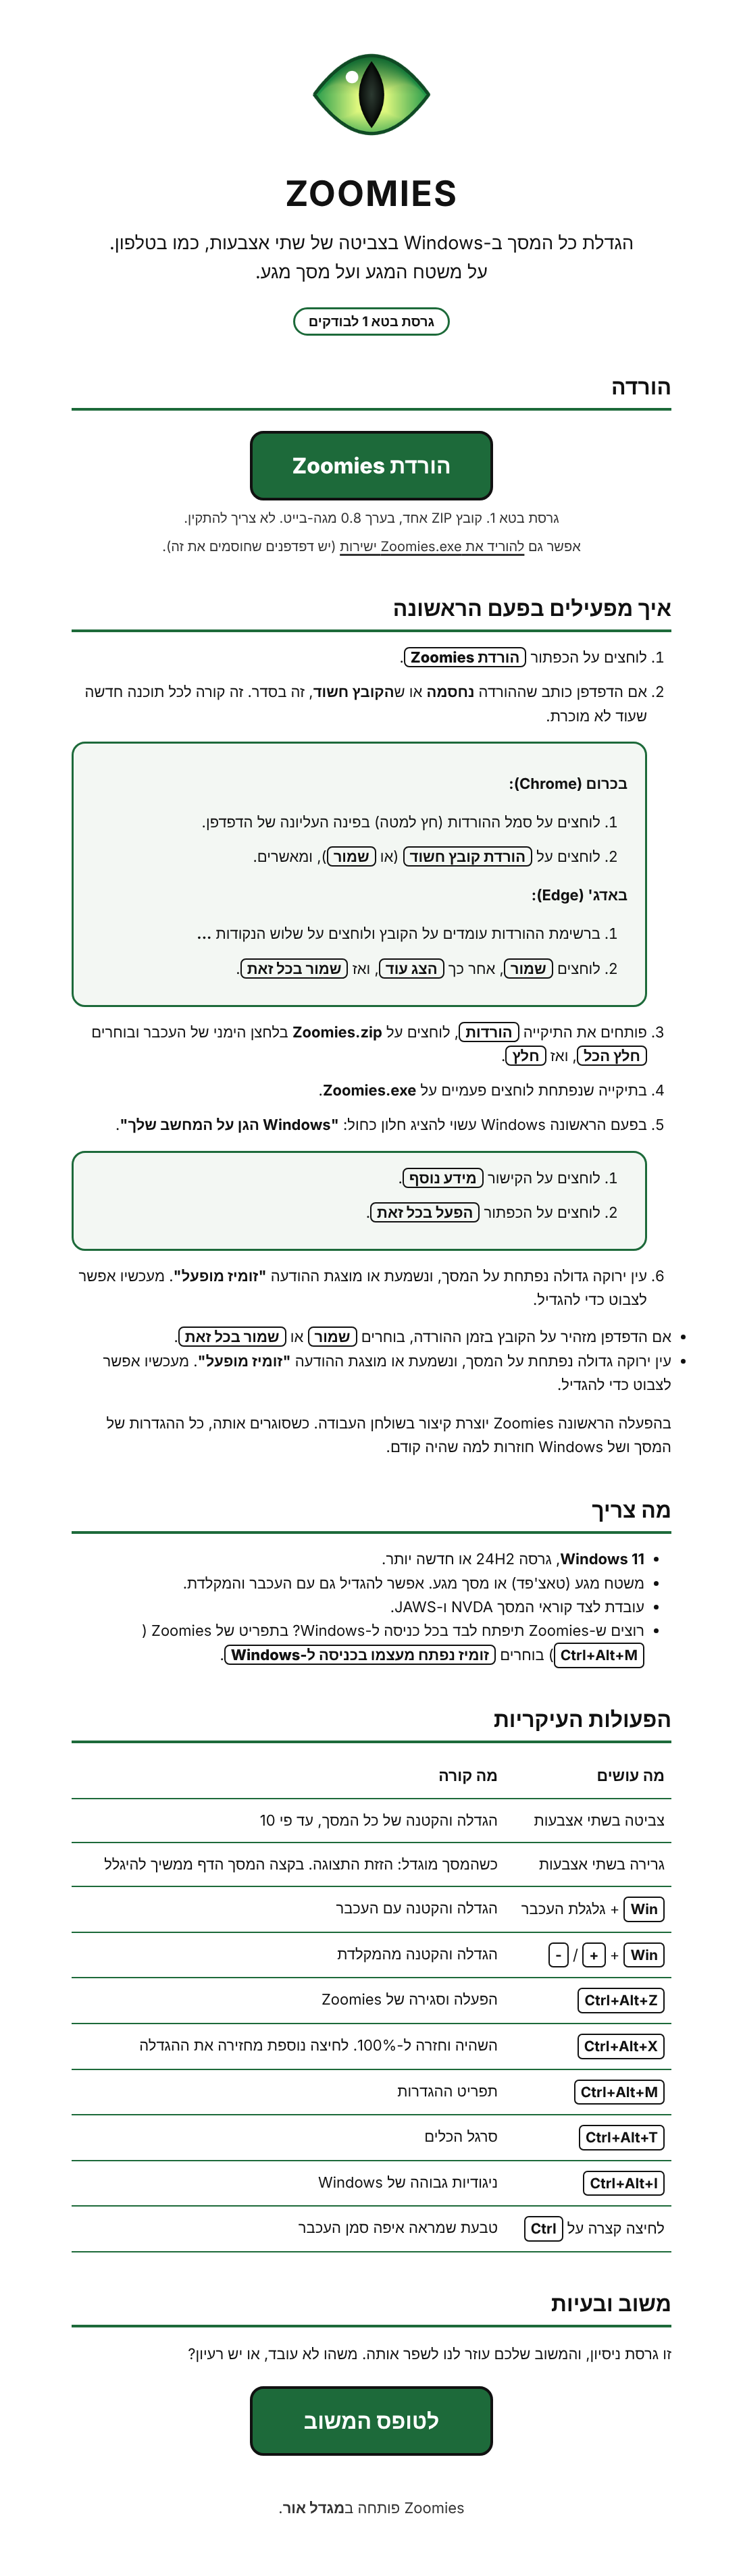 ZOOMIES
הגדלת כל המסך ב-Windows בצביטה של שתי אצבעות, כמו בטלפון.
על משטח המגע ועל מסך מגע.
גרסת בטא 1 לבודקים
הורדה
הורדת Zoomies
גרסת בטא 1. קובץ ZIP אחד, בערך 0.8 מגה-בייט. לא צריך להתקין.
אפשר גם להוריד את Zoomies.exe ישירות (יש דפדפנים שחוסמים את זה).
איך מפעילים בפעם הראשונה
1. לוחצים על הכפתור הורדת Zoomies.
2. אם הדפדפן כותב שההורדה נחסמה או שהקובץ חשוד, זה בסדר. זה קורה לכל תוכנה חדשה
שעוד לא מוכרת.
בכרום (Chrome):
1. לוחצים על סמל ההורדות (חץ למטה) בפינה העליונה של הדפדפן.
2. לוחצים על הורדת קובץ חשוד (או שמור), ומאשרים.
באדג' (Edge):
1. ברשימת ההורדות עומדים על הקובץ ולוחצים על שלוש הנקודות ...
2. לוחצים שמור, אחר כך הצג עוד, ואז שמור בכל זאת.
3. פותחים את התיקייה הורדות, לוחצים על Zoomies.zip בלחצן הימני של העכבר ובוחרים
חלץ הכל, ואז חלץ.
4. בתיקייה שנפתחת לוחצים פעמיים על Zoomies.exe.
5. בפעם הראשונה Windows עשוי להציג חלון כחול: "Windows הגן על המחשב שלך".
1. לוחצים על הקישור מידע נוסף.
2. לוחצים על הכפתור הפעל בכל זאת.
6. עין ירוקה גדולה נפתחת על המסך, ונשמעת או מוצגת ההודעה "זומיז מופעל". מעכשיו אפשר
לצבוט כדי להגדיל.
• אם הדפדפן מזהיר על הקובץ בזמן ההורדה, בוחרים שמור או שמור בכל זאת.
• עין ירוקה גדולה נפתחת על המסך, ונשמעת או מוצגת ההודעה "זומיז מופעל". מעכשיו אפשר
לצבוט כדי להגדיל.
בהפעלה הראשונה Zoomies יוצרת קיצור בשולחן העבודה. כשסוגרים אותה, כל ההגדרות של
המסך ושל Windows חוזרות למה שהיה קודם.
מה צריך
• Windows 11, גרסה 24H2 או חדשה יותר.
• משטח מגע (טאצ'פד) או מסך מגע. אפשר להגדיל גם עם העכבר והמקלדת.
• עובדת לצד קוראי המסך NVDA ו-JAWS.
• רוצים ש-Zoomies תיפתח לבד בכל כניסה ל-Windows? בתפריט של Zoomies (
Ctrl+Alt+M) בוחרים זומיז נפתח מעצמו בכניסה ל-Windows.
הפעולות העיקריות
מה עושים מה קורה
צביטה בשתי אצבעות הגדלה והקטנה של כל המסך, עד פי 10
גרירה בשתי אצבעות כשהמסך מוגדל: הזזת התצוגה. בקצה המסך הדף ממשיך להיגלל
Win + גלגלת העכבר הגדלה והקטנה עם העכבר
Win + + / - הגדלה והקטנה מהמקלדת
Ctrl+Alt+Z הפעלה וסגירה של Zoomies
Ctrl+Alt+X השהיה וחזרה ל-100%. לחיצה נוספת מחזירה את ההגדלה
Ctrl+Alt+M תפריט ההגדרות
Ctrl+Alt+T סרגל הכלים
Ctrl+Alt+I ניגודיות גבוהה של Windows
לחיצה קצרה על Ctrl טבעת שמראה איפה סמן העכבר
משוב ובעיות
זו גרסת ניסיון, והמשוב שלכם עוזר לנו לשפר אותה. משהו לא עובד, או יש רעיון?
לטופס המשוב
Zoomies פותחה במגדל אור.